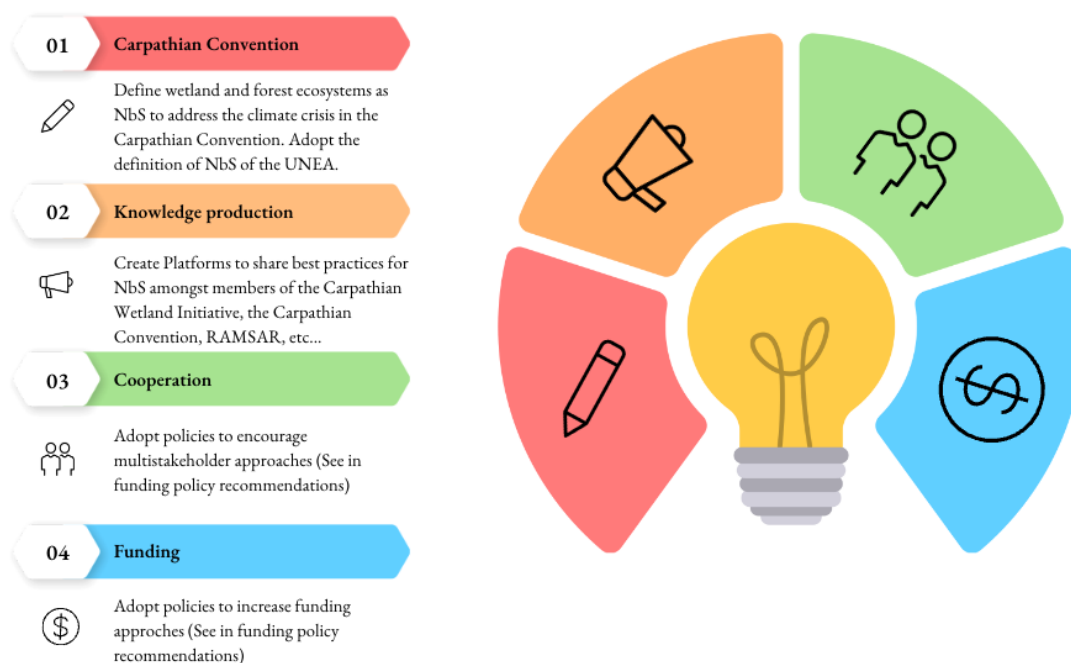 01
Carpathian Convention
Define wetland and forest ecosystems as
NbS to address the climate crisis in the
Carpathian Convention. Adopt the
definition of NbS of the UNEA.
02
Knowledge production
Create Platforms to share best practices for
NbS amongst members of the Carpathian
Wetland Initiative, the Carpathian
Convention, RAMSAR, etc...
03
Cooperation
Adopt policies to encourage
multistakeholder approaches (See in
funding policy recommendations)
04
Funding
Adopt policies to increase funding
approches (See in funding policy
recommendations)